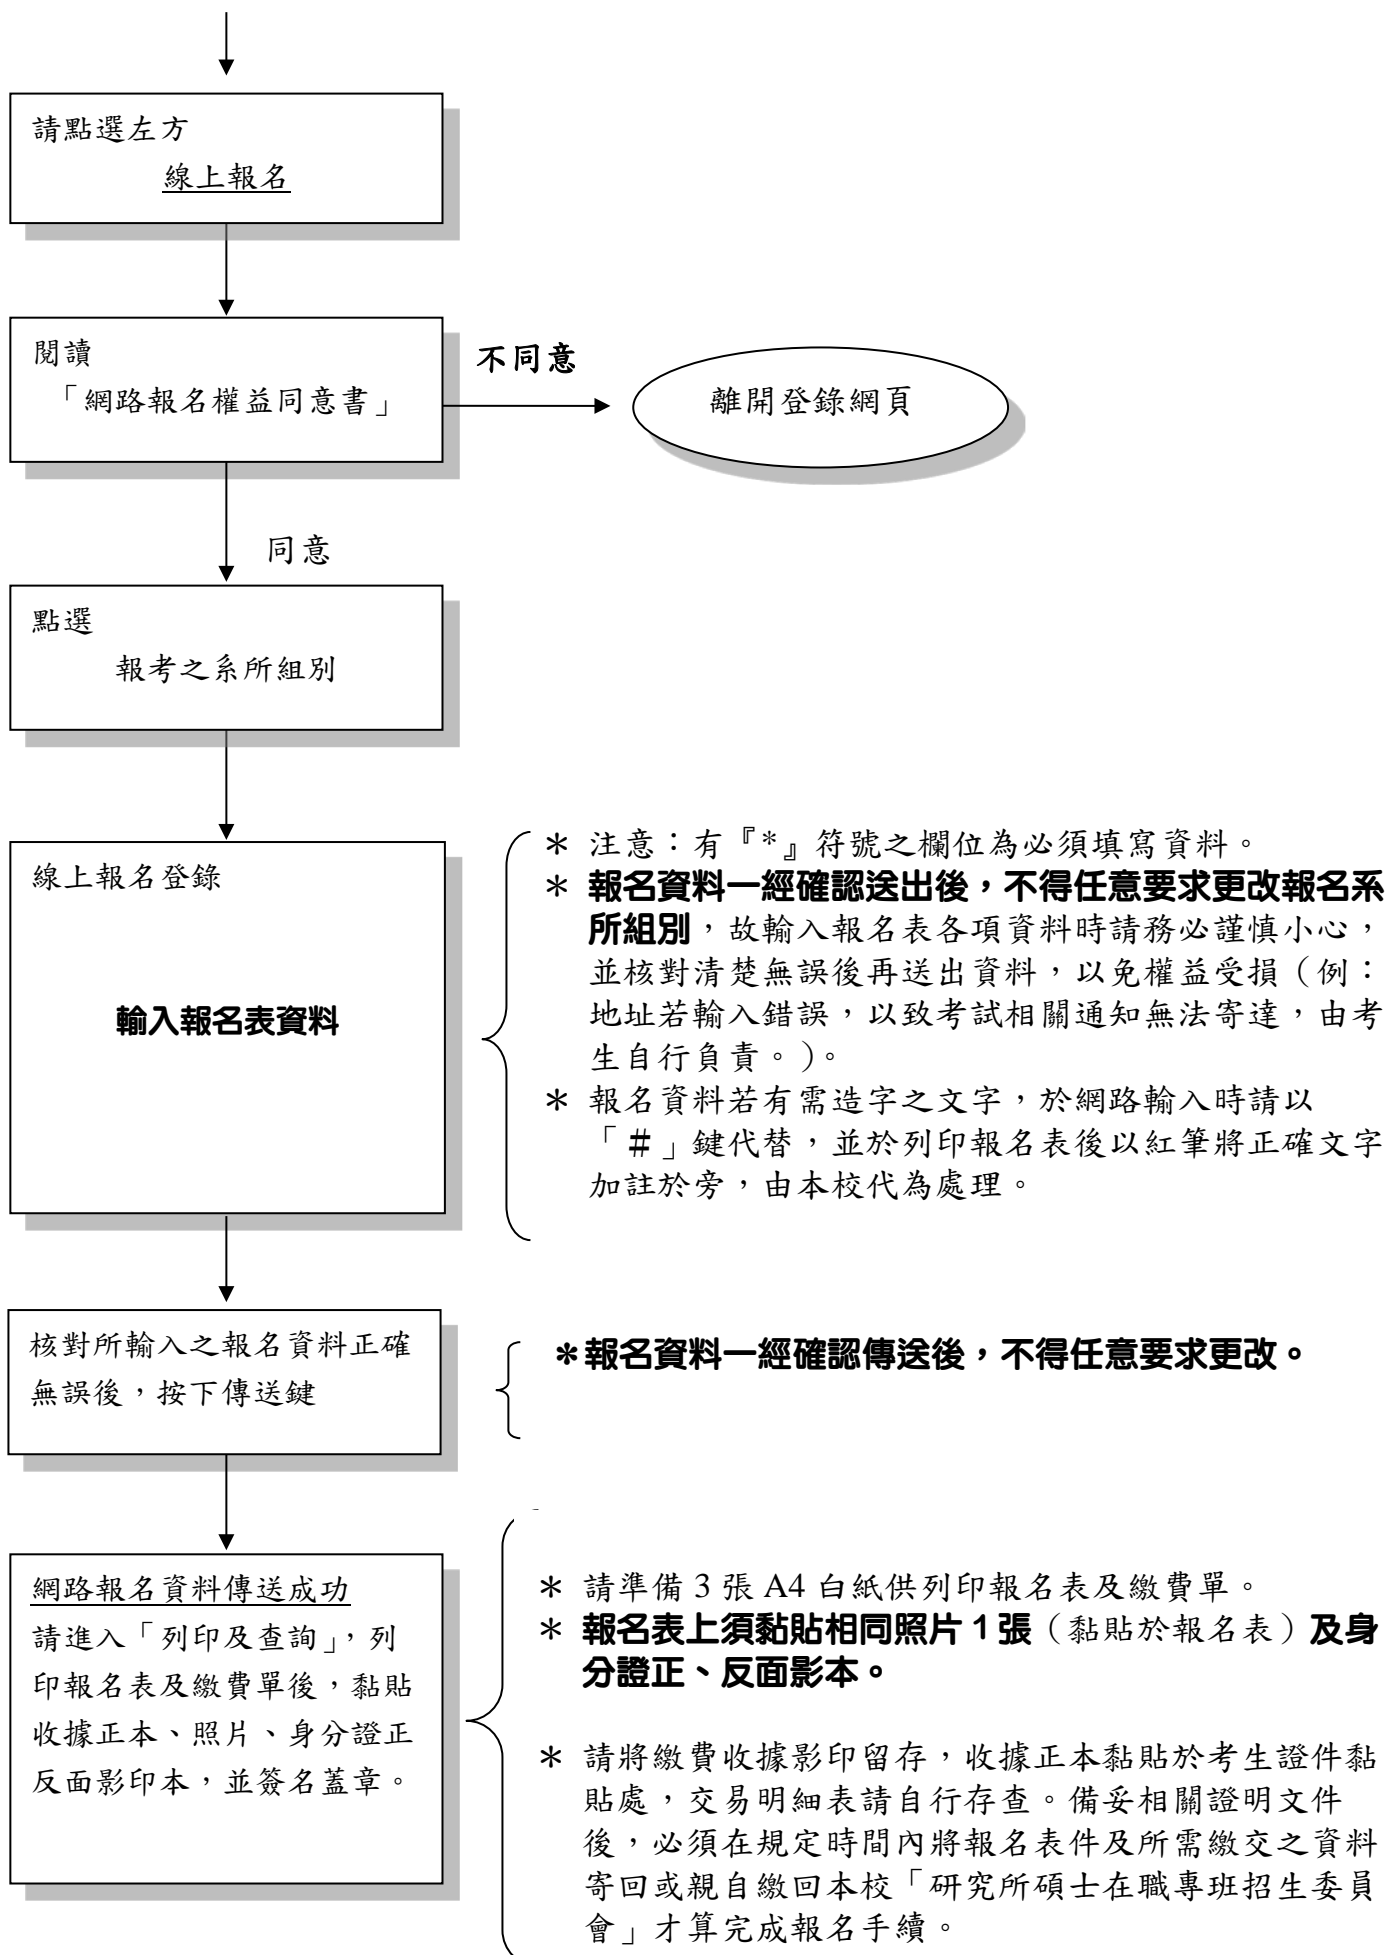 請點選左方
線上報名
閱讀
「網路報名權益同意書」
不同意
離開登錄網頁
同意
點選
報考之系所組別
線上報名登錄
輸入報名表資料
＊ 注意：有『*』符號之欄位為必須填寫資料。
＊ 報名資料一經確認送出後，不得任意要求更改報名系
所組別，故輸入報名表各項資料時請務必謹慎小心，
並核對清楚無誤後再送出資料，以免權益受損（例：
地址若輸入錯誤，以致考試相關通知無法寄達，由考
生自行負責。）。
＊ 報名資料若有需造字之文字，於網路輸入時請以
「＃」鍵代替，並於列印報名表後以紅筆將正確文字
加註於旁，由本校代為處理。
核對所輸入之報名資料正確
無誤後，按下傳送鍵
＊報名資料一經確認傳送後，不得任意要求更改。
網路報名資料傳送成功
請進入「列印及查詢」，列
印報名表及繳費單後，黏貼
收據正本、照片、身分證正
反面影印本，並簽名蓋章。
＊ 請準備 3 張 A4 白紙供列印報名表及繳費單。
＊ 報名表上須黏貼相同照片 1 張（黏貼於報名表）及身
分證正、反面影本。
＊ 請將繳費收據影印留存，收據正本黏貼於考生證件黏
貼處，交易明細表請自行存查。備妥相關證明文件
後，必須在規定時間內將報名表件及所需繳交之資料
寄回或親自繳回本校「研究所碩士在職專班招生委員
會」才算完成報名手續。